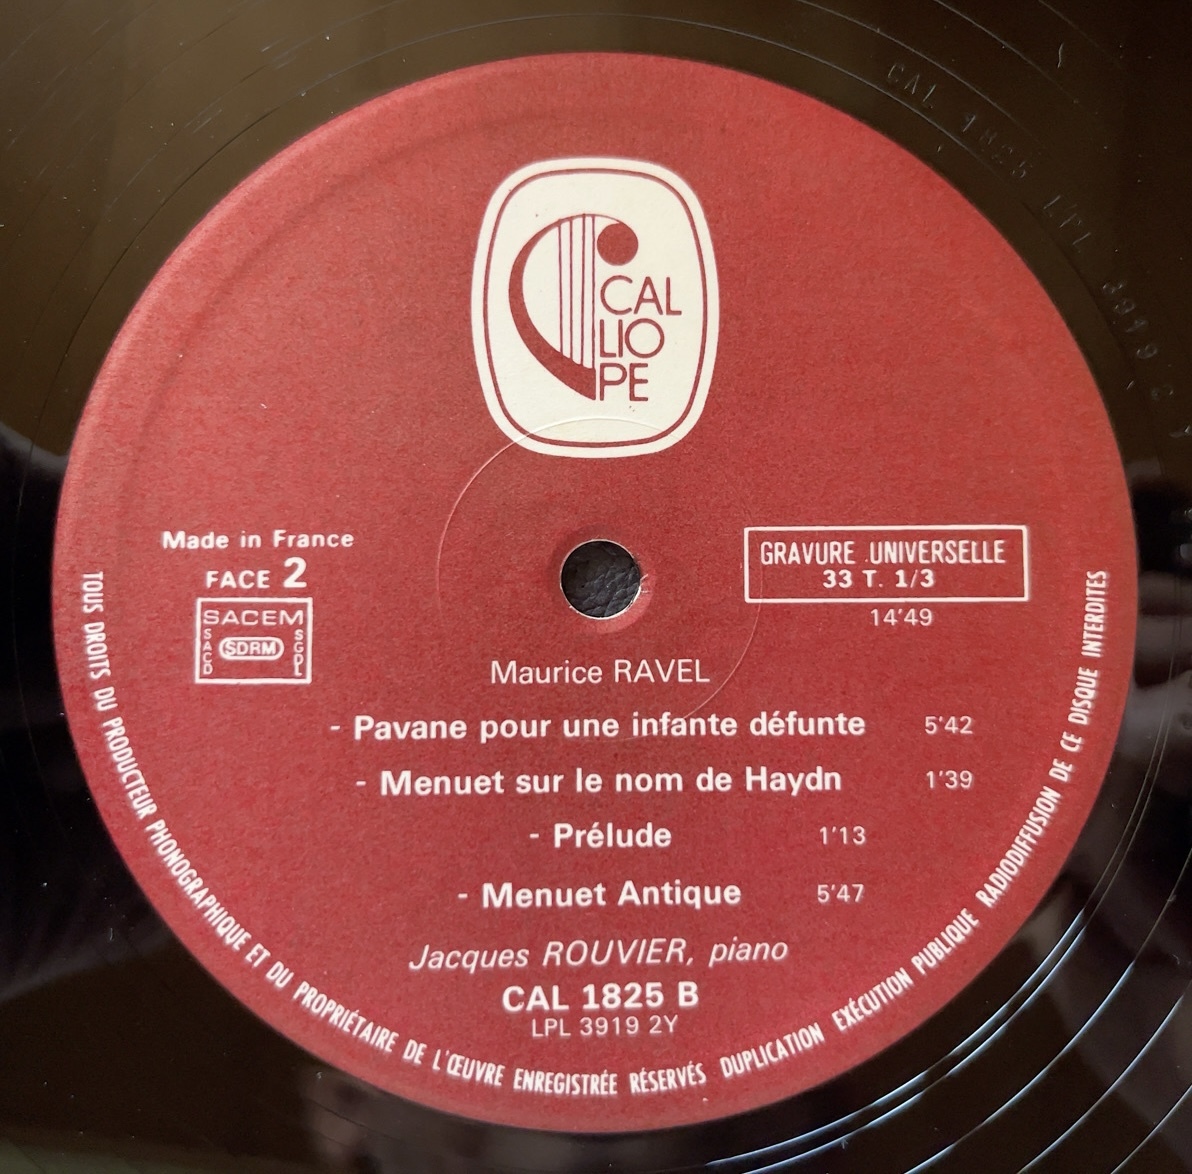 CAL 1825 LPL 3919 2Y
CAL
LIO
PE
Made in France
FACE 2
SACEM
SACD
SDRM
SGDL
GRAVURE UNIVERSELLE
33 T. 1/3
14'49
Maurice RAVEL
- Pavane pour une infante défunte 5'42
- Menuet sur le nom de Haydn 1'39
- Prélude 1'13
- Menuet Antique 5'47
Jacques ROUVIER, piano
CAL 1825 B
LPL 3919 2Y
TOUS DROITS DU PRODUCTEUR PHONOGRAPHIQUE ET DU PROPRIÉTAIRE DE L'ŒUVRE ENREGISTRÉE RÉSERVÉS DUPLICATION EXÉCUTION PUBLIQUE RADIODIFFUSION DE CE DISQUE INTERDITES